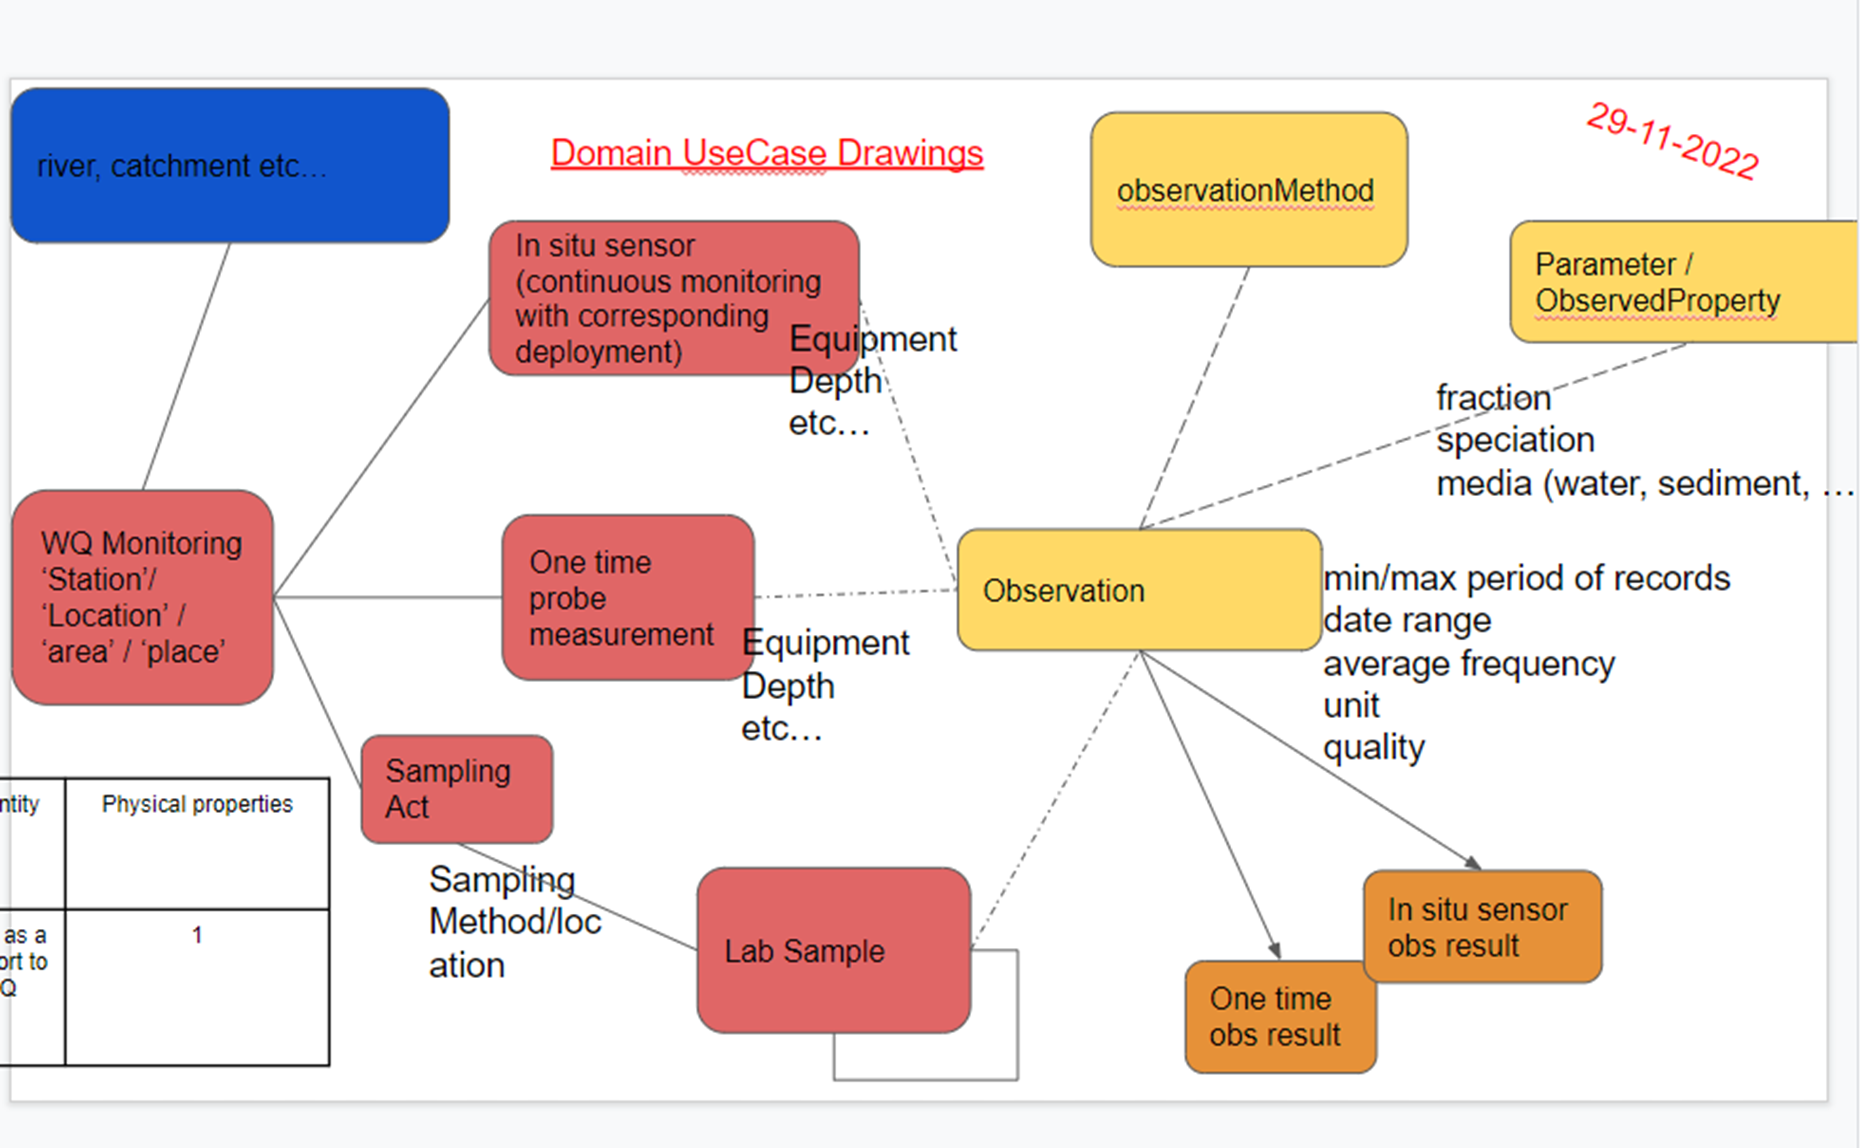 river, catchment etc…
Domain UseCase Drawings
29-11-2022
observationMethod
Parameter /
ObservedProperty
In situ sensor
(continuous monitoring
with corresponding
deployment)
Equipment
Depth
etc…
fraction
speciation
media (water, sediment, …
WQ Monitoring
‘Station’/
‘Location’ /
‘area’ / ‘place’
One time
probe
measurement
Equipment
Depth
etc…
Observation
min/max period of records
date range
average frequency
unit
quality
Sampling
Act
Sampling
Method/loc
ation
Lab Sample
In situ sensor
obs result
One time
obs result
Physical properties
as a
to
Q
1